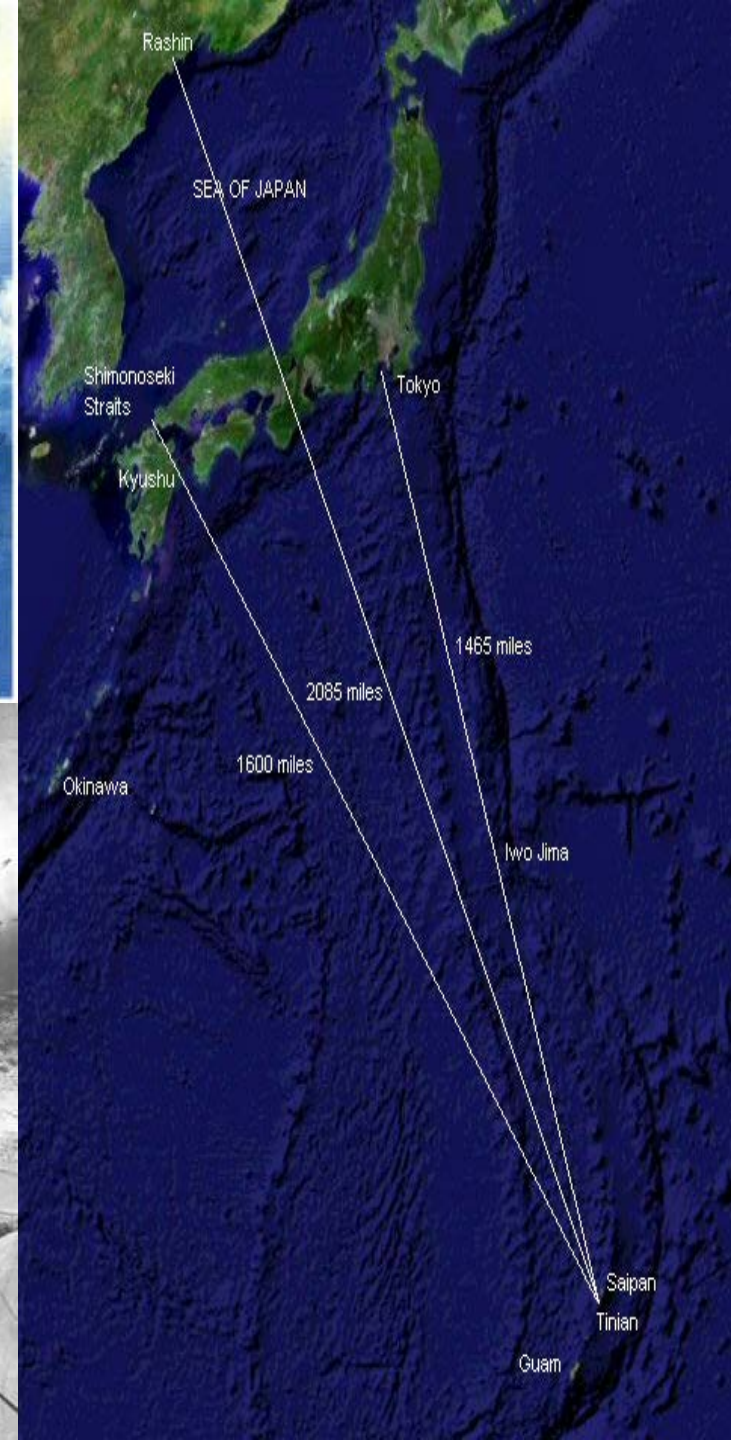 Rashin
SEA OF JAPAN
Shimonoseki
Straits
Tokyo
Kyushu
1465 miles
2085 miles
1600 miles
Okinawa
Iwo Jima
Saipan
Tinian
Guam